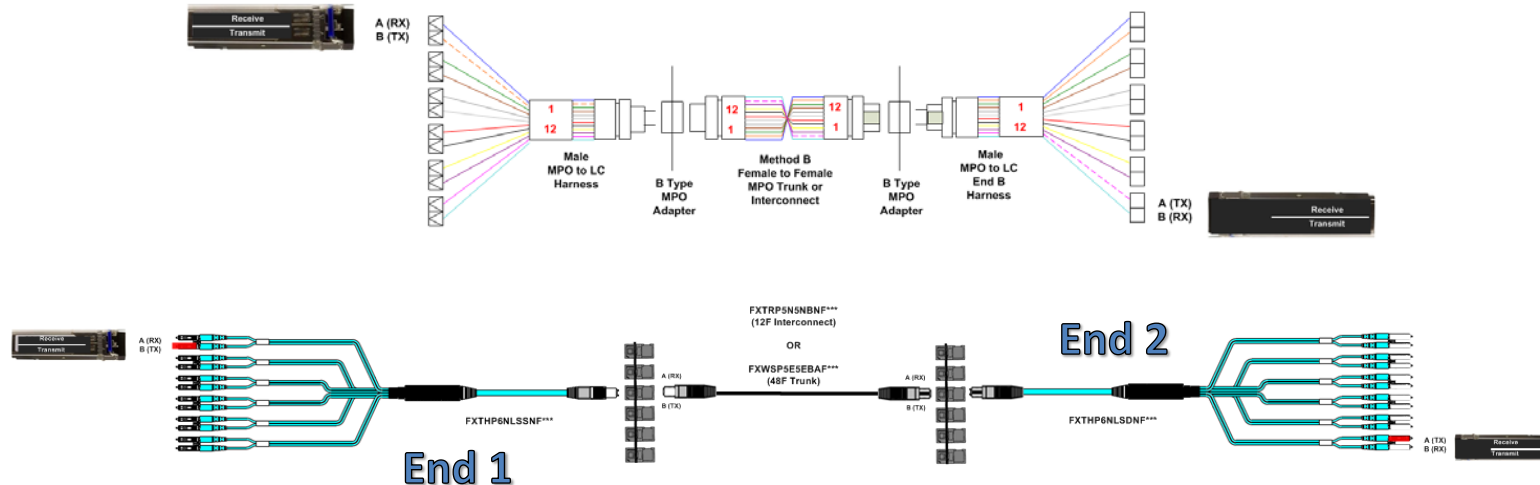 Receive
Transmit
A (RX)
B (TX)
1
12
Male
MPO to LC
Harness
B Type
MPO
Adapter
12
1
12
1
Method B
Female to Female
MPO Trunk or
Interconnect
B Type
MPO
Adapter
1
12
Male
MPO to LC
End B
Harness
A (TX)
B (RX)
Receive
Transmit
Receive
Transmit
A (RX)
B (TX)
FXTHP6NLSSNF***
End 1
FXTRP5N5NBNF***
(12F Interconnect)
OR
FXWSP5E5EBAF***
(48F Trunk)
A (RX)
B (TX)
A (RX)
B (TX)
End 2
FXTHP6NLSDNF***
A (TX)
B (RX)
Receive
Transmit